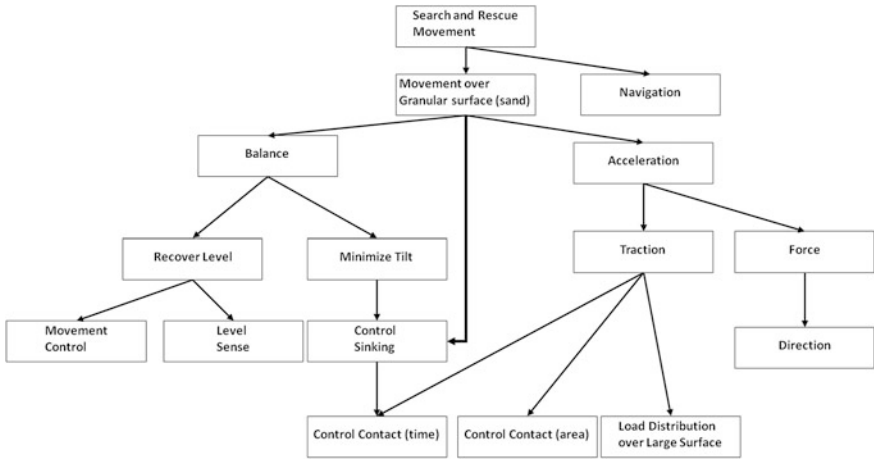 Search and Rescue
Movement
Movement over
Granular surface (sand)
Navigation
Balance
Acceleration
Recover Level
Minimize Tilt
Traction
Force
Movement
Control
Level
Sense
Control
Sinking
Direction
Control Contact (time)
Control Contact (area)
Load Distribution
over Large Surface